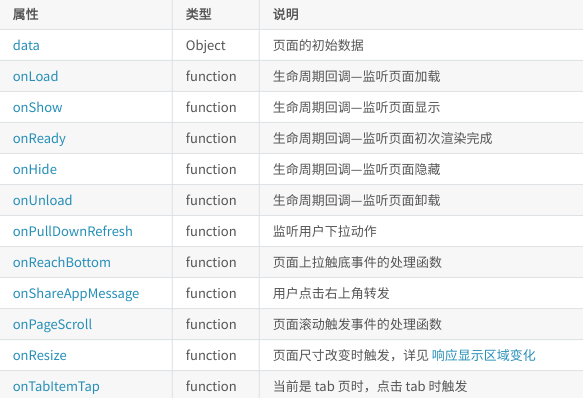 属性 类型 说明
data Object 页面的初始数据
onLoad function 生命周期回调—监听页面加载
onShow function 生命周期回调—监听页面显示
onReady function 生命周期回调—监听页面初次渲染完成
onHide function 生命周期回调—监听页面隐藏
onUnload function 生命周期回调—监听页面卸载
onPullDownRefresh function 监听用户下拉动作
onReachBottom function 页面上拉触底事件的处理函数
onShareAppMessage function 用户点击右上角转发
onPageScroll function 页面滚动触发事件的处理函数
onResize function 页面尺寸改变时触发，详见 响应显示区域变化
onTabItemTap function 当前是 tab 页时，点击 tab 时触发